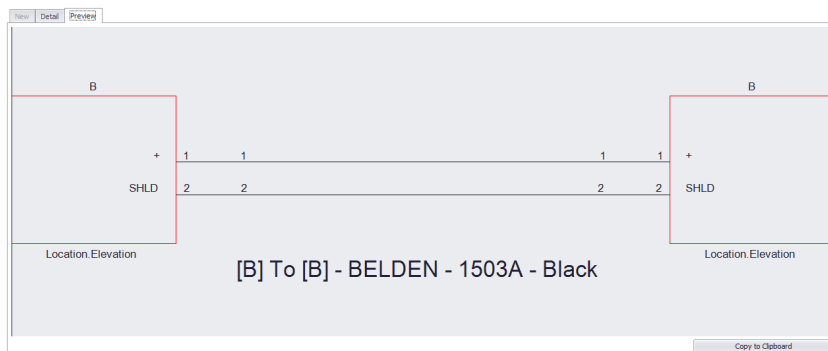 New Detail Preview
B B
+ 1 1 1 1 +
SHLD 2 2 2 2 SHLD
Location.Elevation Location.Elevation
[B] To [B] - BELDEN - 1503A - Black
Copy to Clipboard